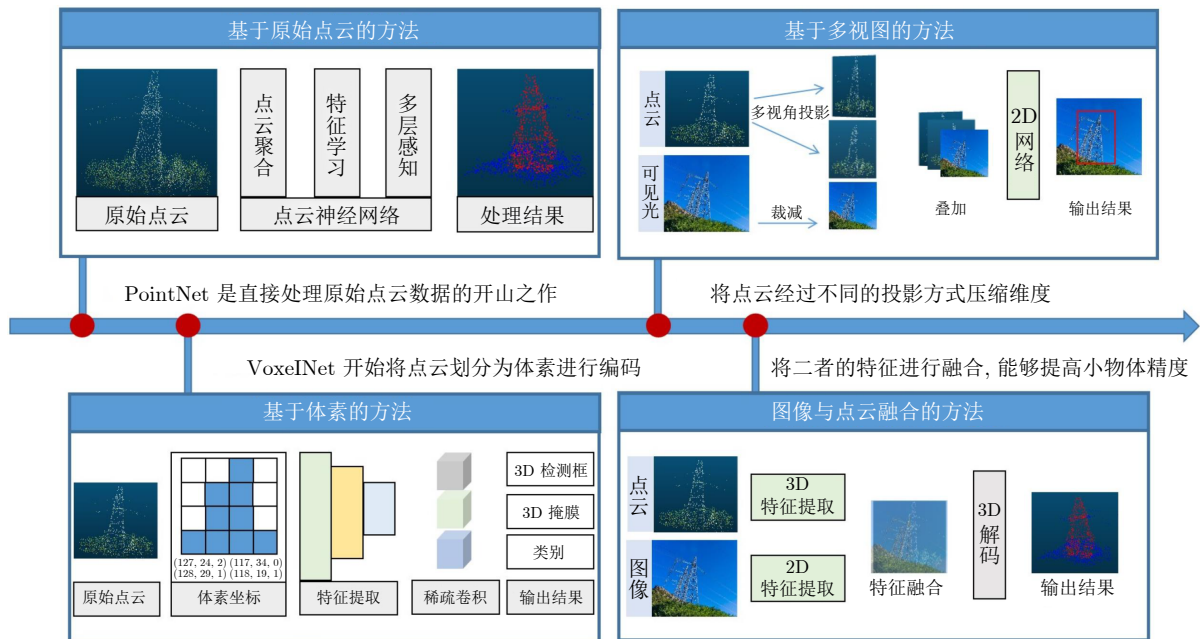 基于原始点云的方法
点云聚合
特征学习
多层感知
原始点云
点云神经网络
处理结果
基于多视图的方法
点云
可见光
多视角投影
裁减
叠加
2D网络
输出结果
PointNet 是直接处理原始点云数据的开山之作
将点云经过不同的投影方式压缩维度
VoxeINet 开始将点云划分为体素进行编码
将二者的特征进行融合, 能够提高小物体精度
基于体素的方法
(127, 24, 2) (117, 34, 0)
(128, 29, 1) (118, 19, 1)
3D 检测框
3D 掩膜
类别
原始点云
体素坐标
特征提取
稀疏卷积
输出结果
图像与点云融合的方法
点云
图像
3D
特征提取
2D
特征提取
特征融合
3D解码
输出结果